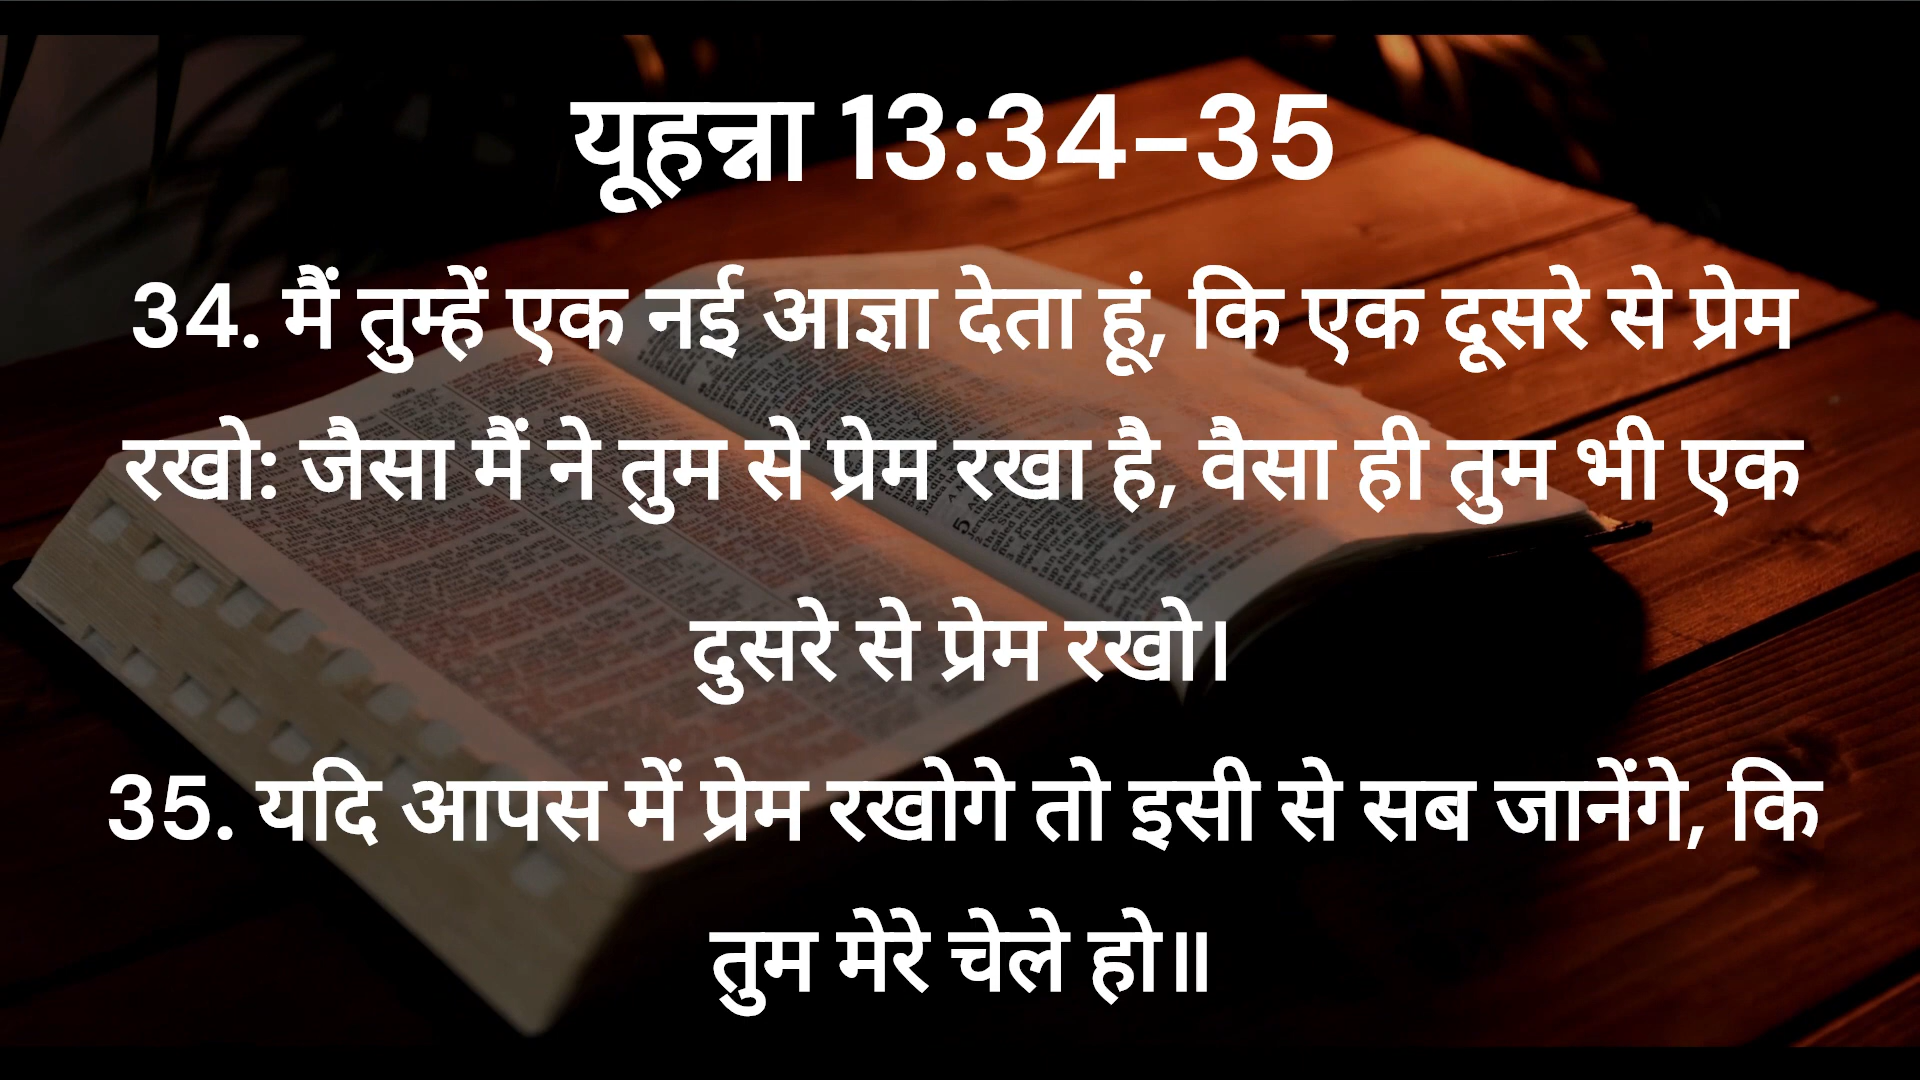 यूहन्ना 13:34-35
34. मैं तुम्हें एक नई आज्ञा देता हूं, कि एक दूसरे से प्रेम
रखो: जैसा मैं ने तुम से प्रेम रखा है, वैसा ही तुम भी एक
दुसरे से प्रेम रखो।
35. यदि आपस में प्रेम रखोगे तो इसी से सब जानेंगे, कि
तुम मेरे चेले हो॥